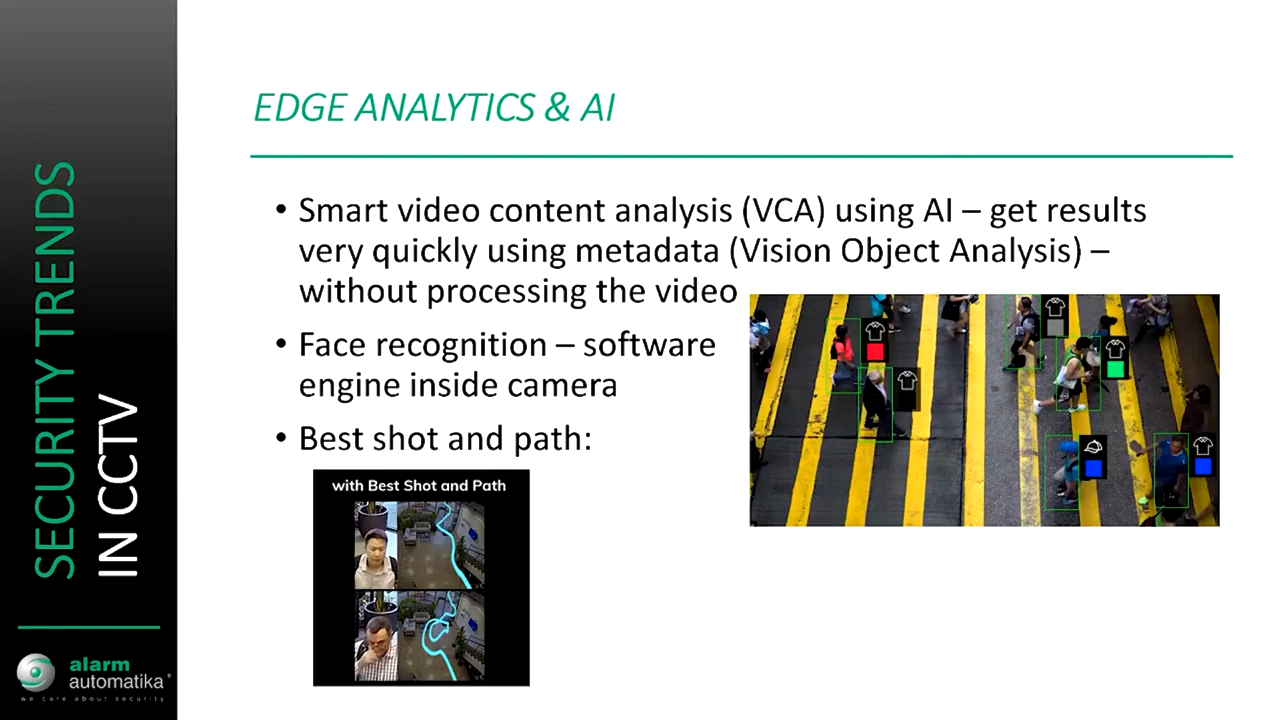 SECURITY TRENDS
IN CCTV
EDGE ANALYTICS & AI
• Smart video content analysis (VCA) using AI – get results
very quickly using metadata (Vision Object Analysis) –
without processing the video
• Face recognition – software
engine inside camera
• Best shot and path:
with Best Shot and Path
alarm
automatika®
we care about security